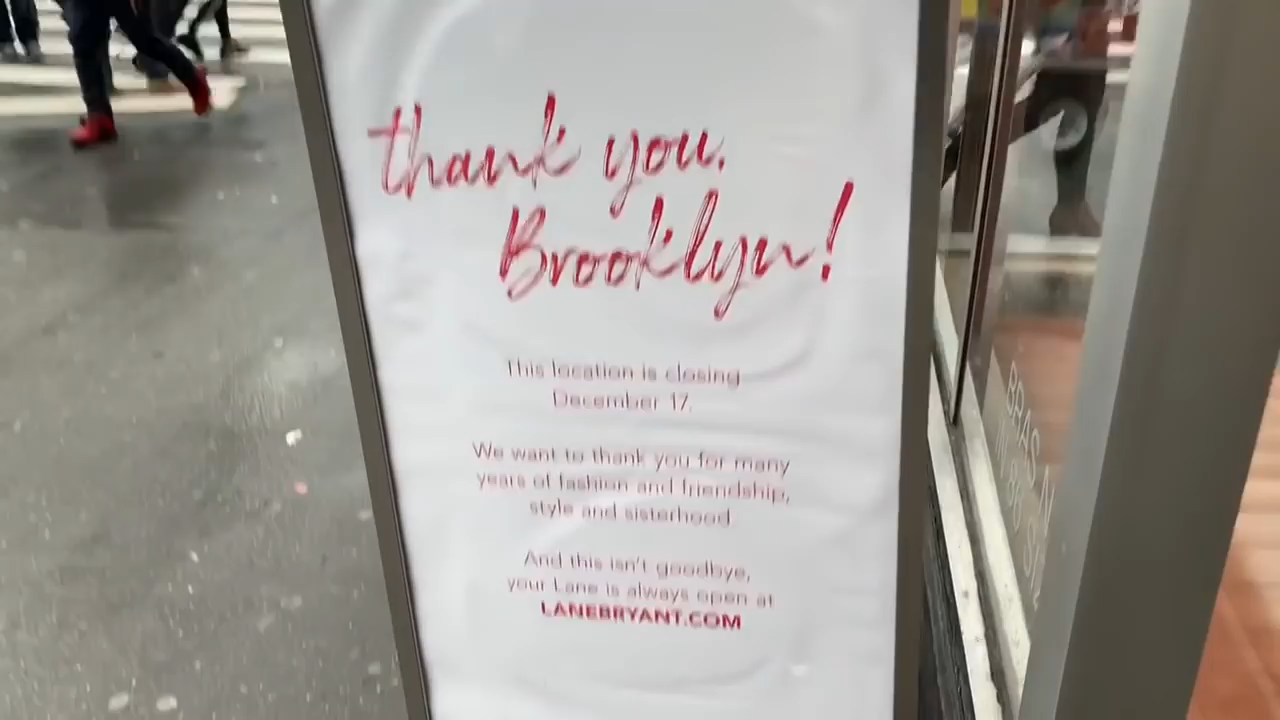 thank you,
Brooklyn!
This location is closing
December 17.
We want to thank you for many
years of fashion and friendship,
style and sisterhood
And this isn't goodbye,
your Lane is always open at
LANEBRYANT.COM